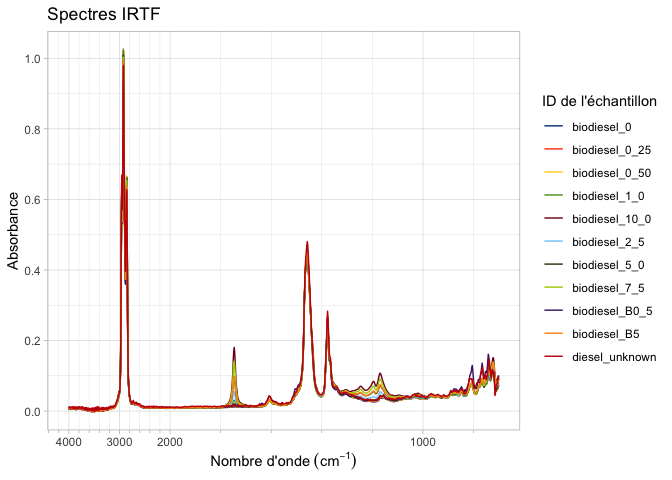 Spectres IRTF
Absorbance
1.0
0.8
0.6
0.4
0.2
0.0
4000 3000 2000 1000
Nombre d'onde (cm⁻¹)
ID de l'échantillon
biodiesel_0
biodiesel_0_25
biodiesel_0_50
biodiesel_1_0
biodiesel_10_0
biodiesel_2_5
biodiesel_5_0
biodiesel_7_5
biodiesel_B0_5
biodiesel_B5
diesel_unknown